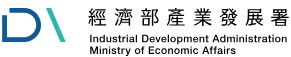 經濟部產業發展署
Industrial Development Administration
Ministry of Economic Affairs